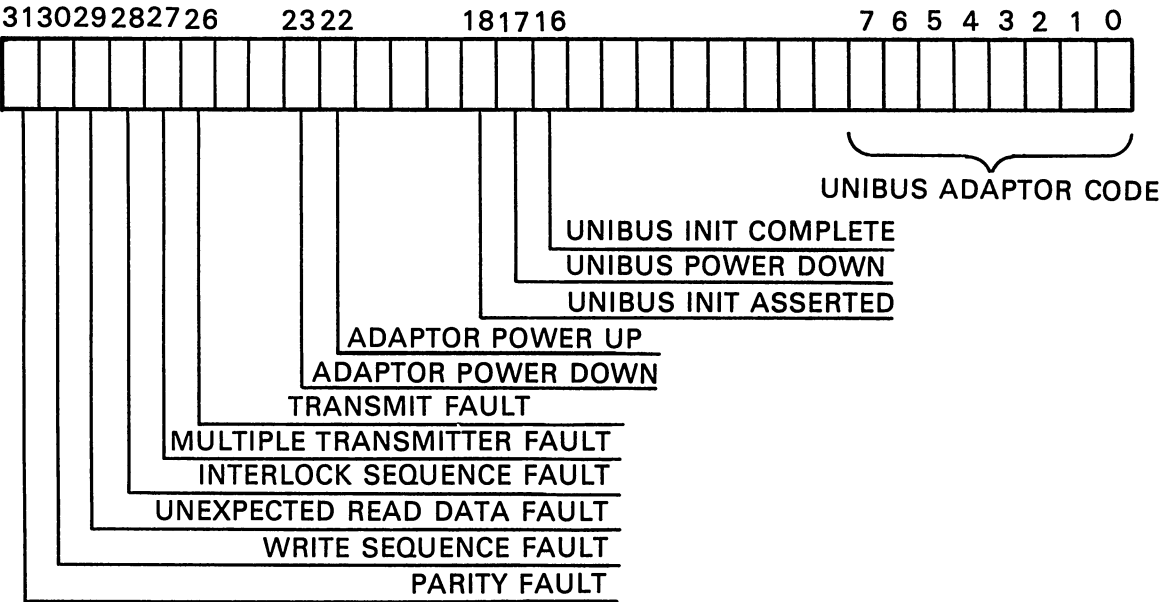 31 30 29 28 27 26 23 22 18 17 16 7 6 5 4 3 2 1 0
UNIBUS ADAPTOR CODE
UNIBUS INIT COMPLETE
UNIBUS POWER DOWN
UNIBUS INIT ASSERTED
ADAPTOR POWER UP
ADAPTOR POWER DOWN
TRANSMIT FAULT
MULTIPLE TRANSMITTER FAULT
INTERLOCK SEQUENCE FAULT
UNEXPECTED READ DATA FAULT
WRITE SEQUENCE FAULT
PARITY FAULT